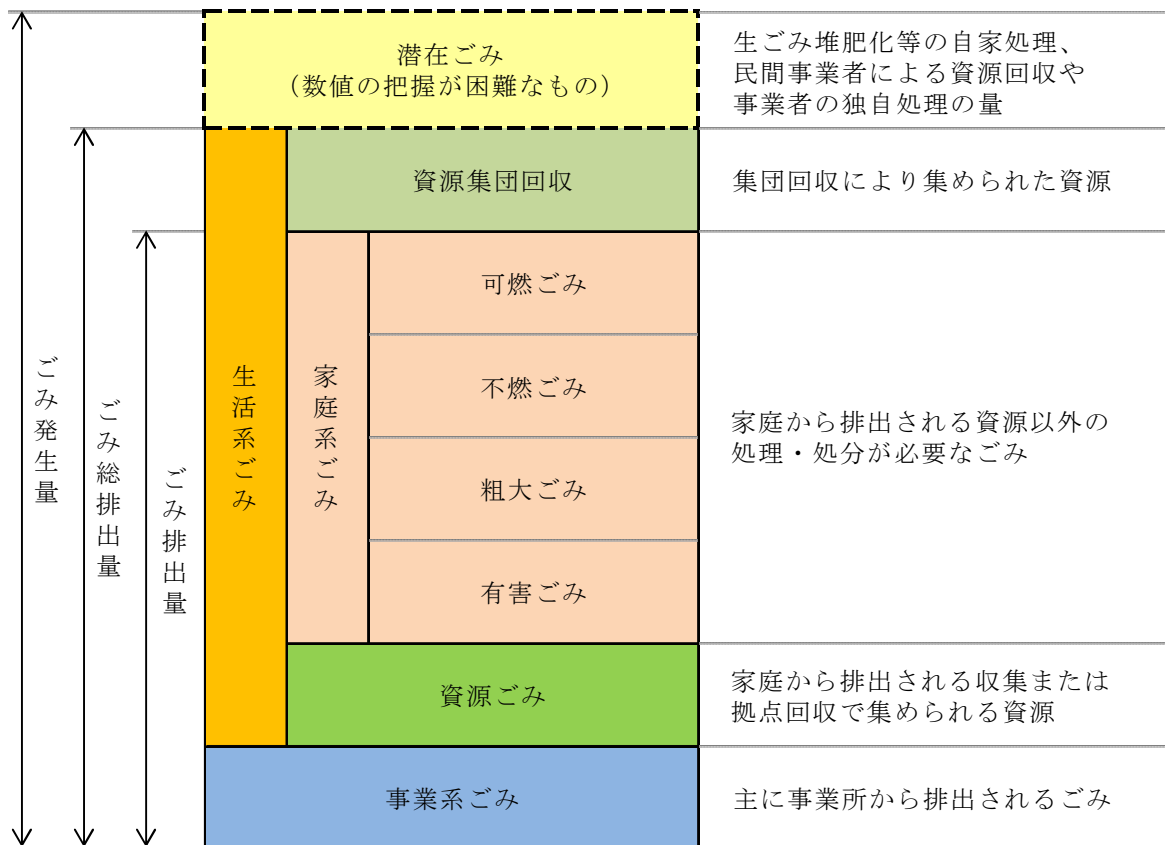 潜在ごみ
（数値の把握が困難なもの）
生ごみ堆肥化等の自家処理、
民間事業者による資源回収や
事業者の独自処理の量
資源集団回収
集団回収により集められた資源
ごみ発生量
ごみ総排出量
ごみ排出量
生活系ごみ
家庭系ごみ
可燃ごみ
不燃ごみ
粗大ごみ
有害ごみ
家庭から排出される資源以外の
処理・処分が必要なごみ
資源ごみ
家庭から排出される収集または
拠点回収で集められる資源
事業系ごみ
主に事業所から排出されるごみ